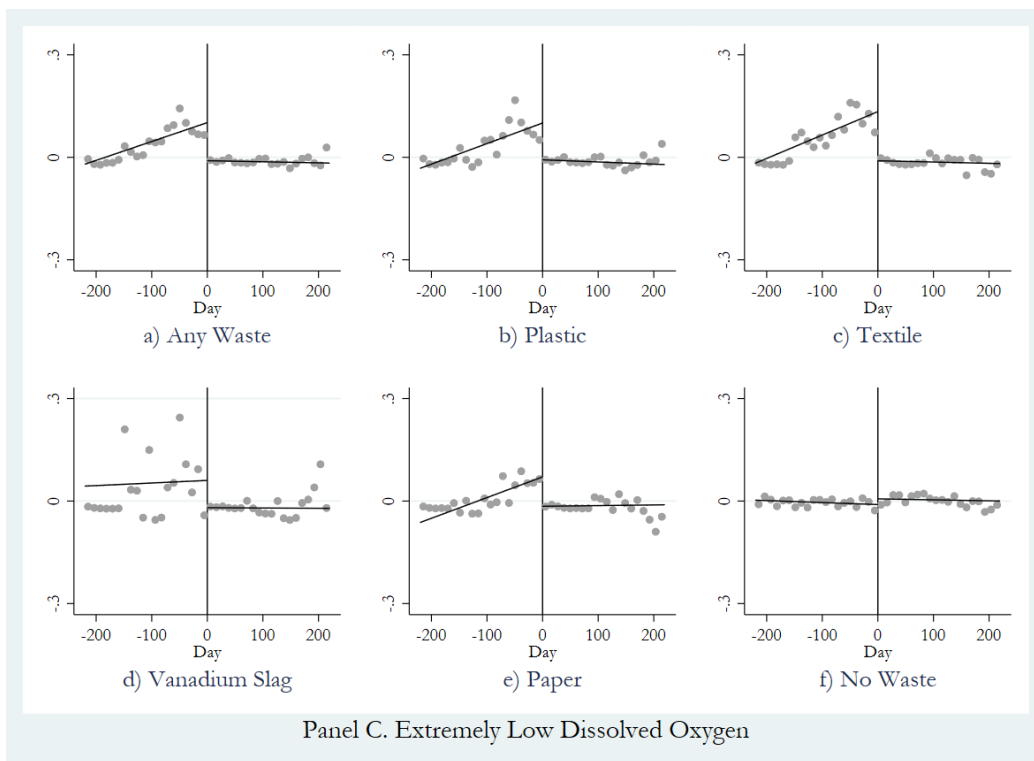 .3
0
-.3
-200 -100 0 100 200
Day
a) Any Waste
.3
0
-.3
-200 -100 0 100 200
Day
b) Plastic
.3
0
-.3
-200 -100 0 100 200
Day
c) Textile
.3
0
-.3
-200 -100 0 100 200
Day
d) Vanadium Slag
.3
0
-.3
-200 -100 0 100 200
Day
e) Paper
.3
0
-.3
-200 -100 0 100 200
Day
f) No Waste
Panel C. Extremely Low Dissolved Oxygen